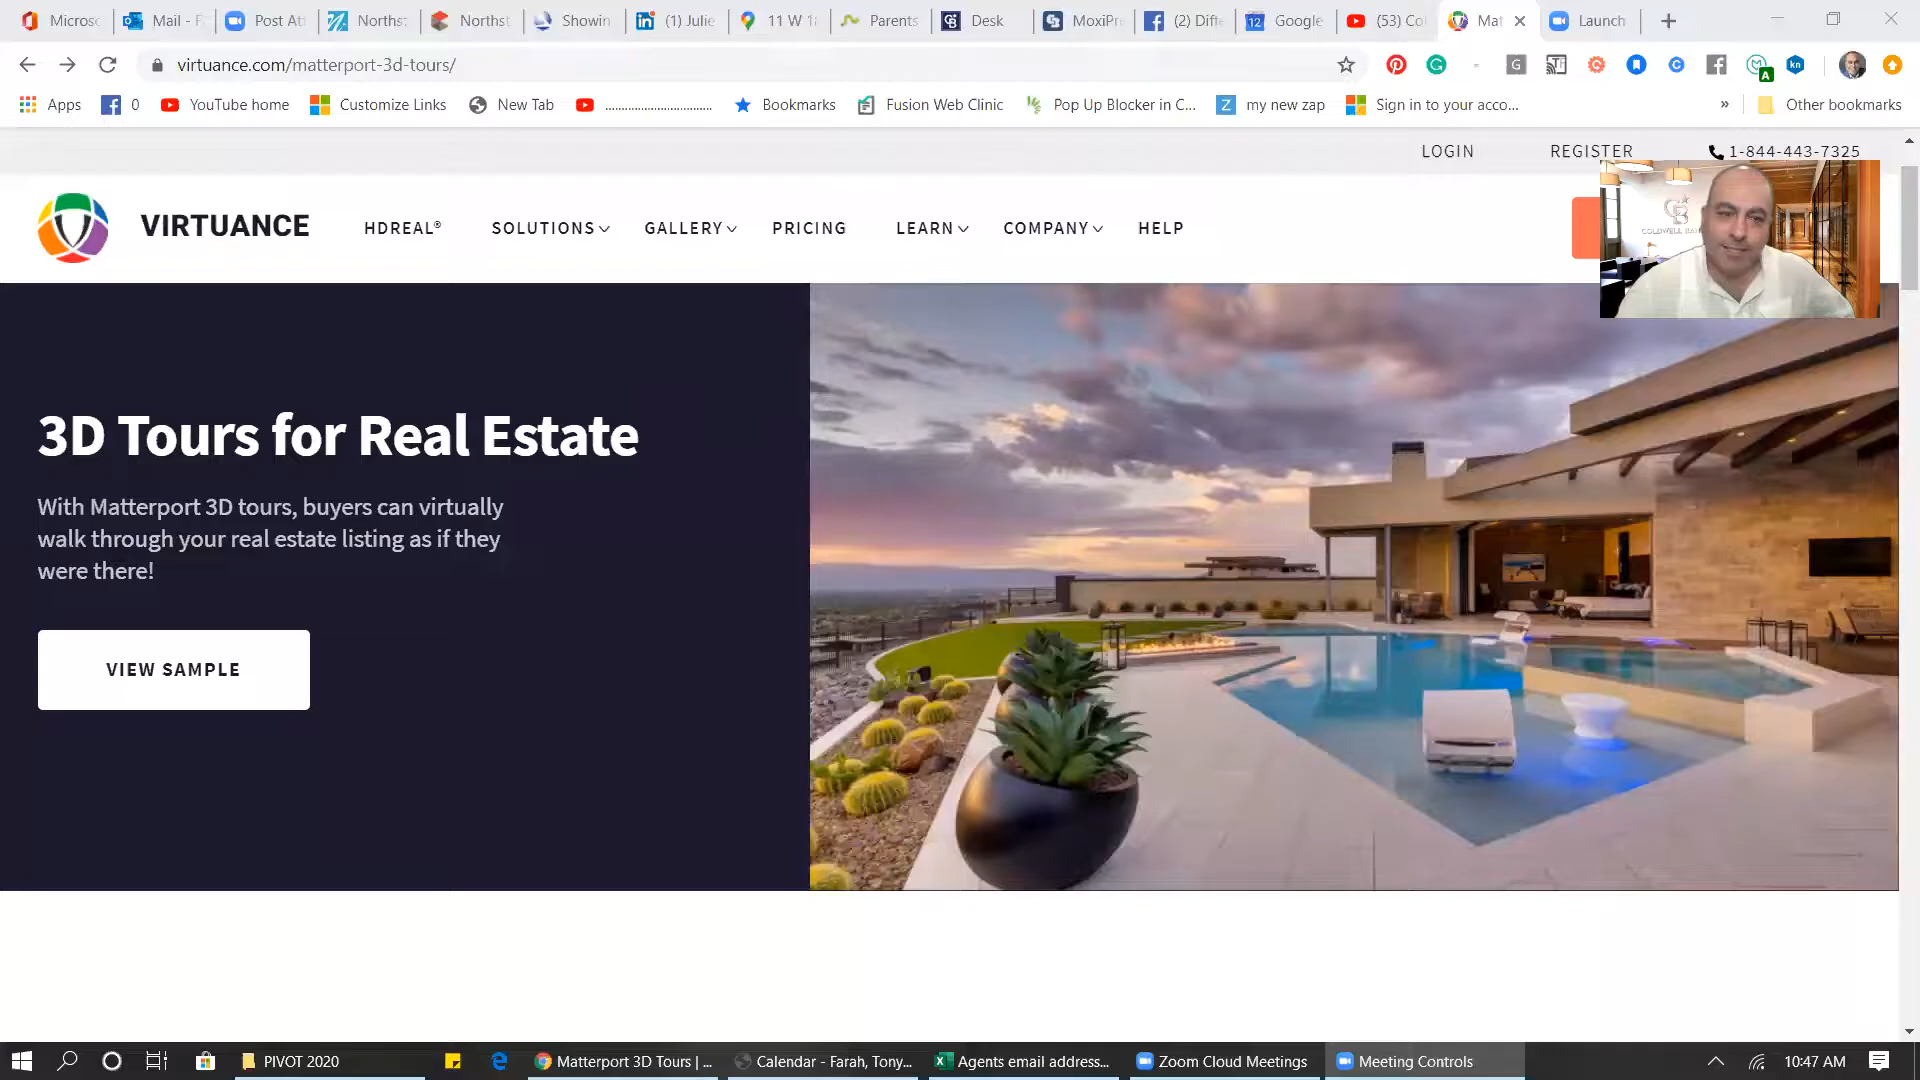 Micros
Mail - F
Post At
Northst
Northst
Showin
(1) Julie
11 W 18
Parents
Desk
MoxiPre
(2) Diffe
Google
(53) Co
Mat
Launch
virtuance.com/matterport-3d-tours/
Apps
0
YouTube home
Customize Links
New Tab
................................
Bookmarks
Fusion Web Clinic
Pop Up Blocker in C...
my new zap
Sign in to your acco...
»
Other bookmarks
LOGIN
REGISTER
1-844-443-7325
VIRTUANCE
HDREAL®
SOLUTIONS
GALLERY
PRICING
LEARN
COMPANY
HELP
3D Tours for Real Estate
With Matterport 3D tours, buyers can virtually
walk through your real estate listing as if they
were there!
VIEW SAMPLE
PIVOT 2020
Matterport 3D Tours | ...
Calendar - Farah, Tony...
Agents email address...
Zoom Cloud Meetings
Meeting Controls
10:47 AM